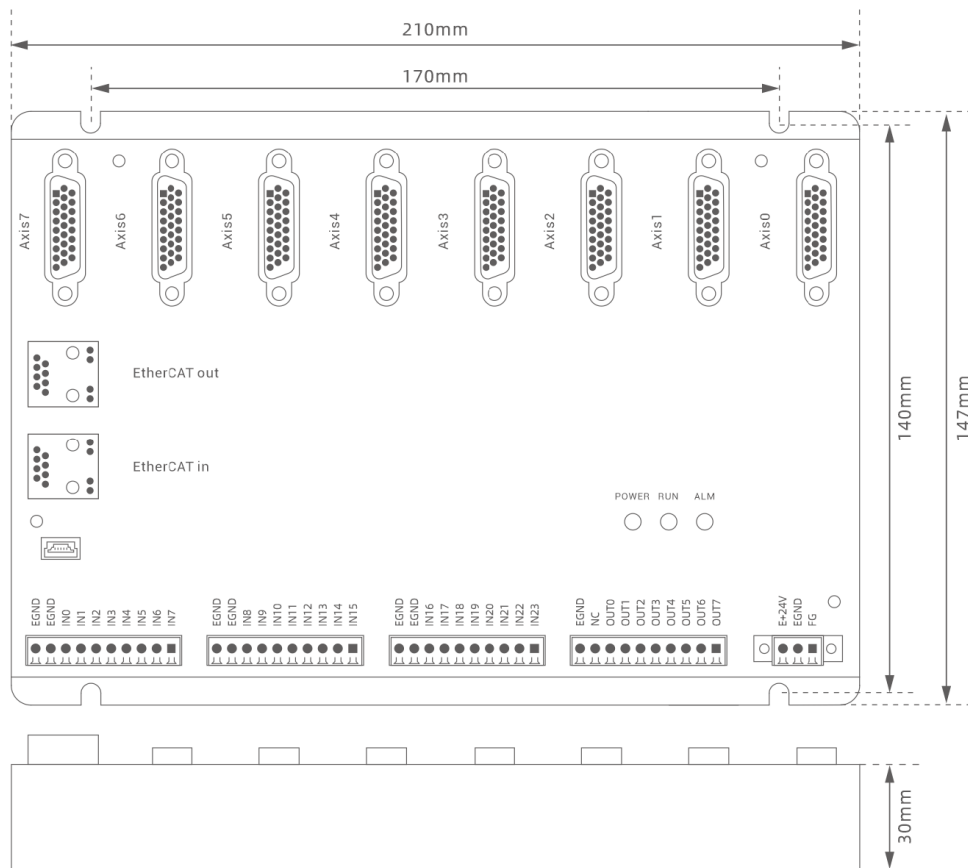 210mm
170mm
Axis7
Axis6
Axis5
Axis4
Axis3
Axis2
Axis1
Axis0
EtherCAT out
EtherCAT in
140mm
147mm
POWER RUN ALM
EGND
EGND
IN0
IN1
IN2
IN3
IN4
IN5
IN6
IN7
EGND
EGND
IN8
IN9
IN10
IN11
IN12
IN13
IN14
IN15
EGND
EGND
IN16
IN17
IN18
IN19
IN20
IN21
IN22
IN23
EGND
NC
OUT0
OUT1
OUT2
OUT3
OUT4
OUT5
OUT6
OUT7
E+24V
EGND
FG
30mm